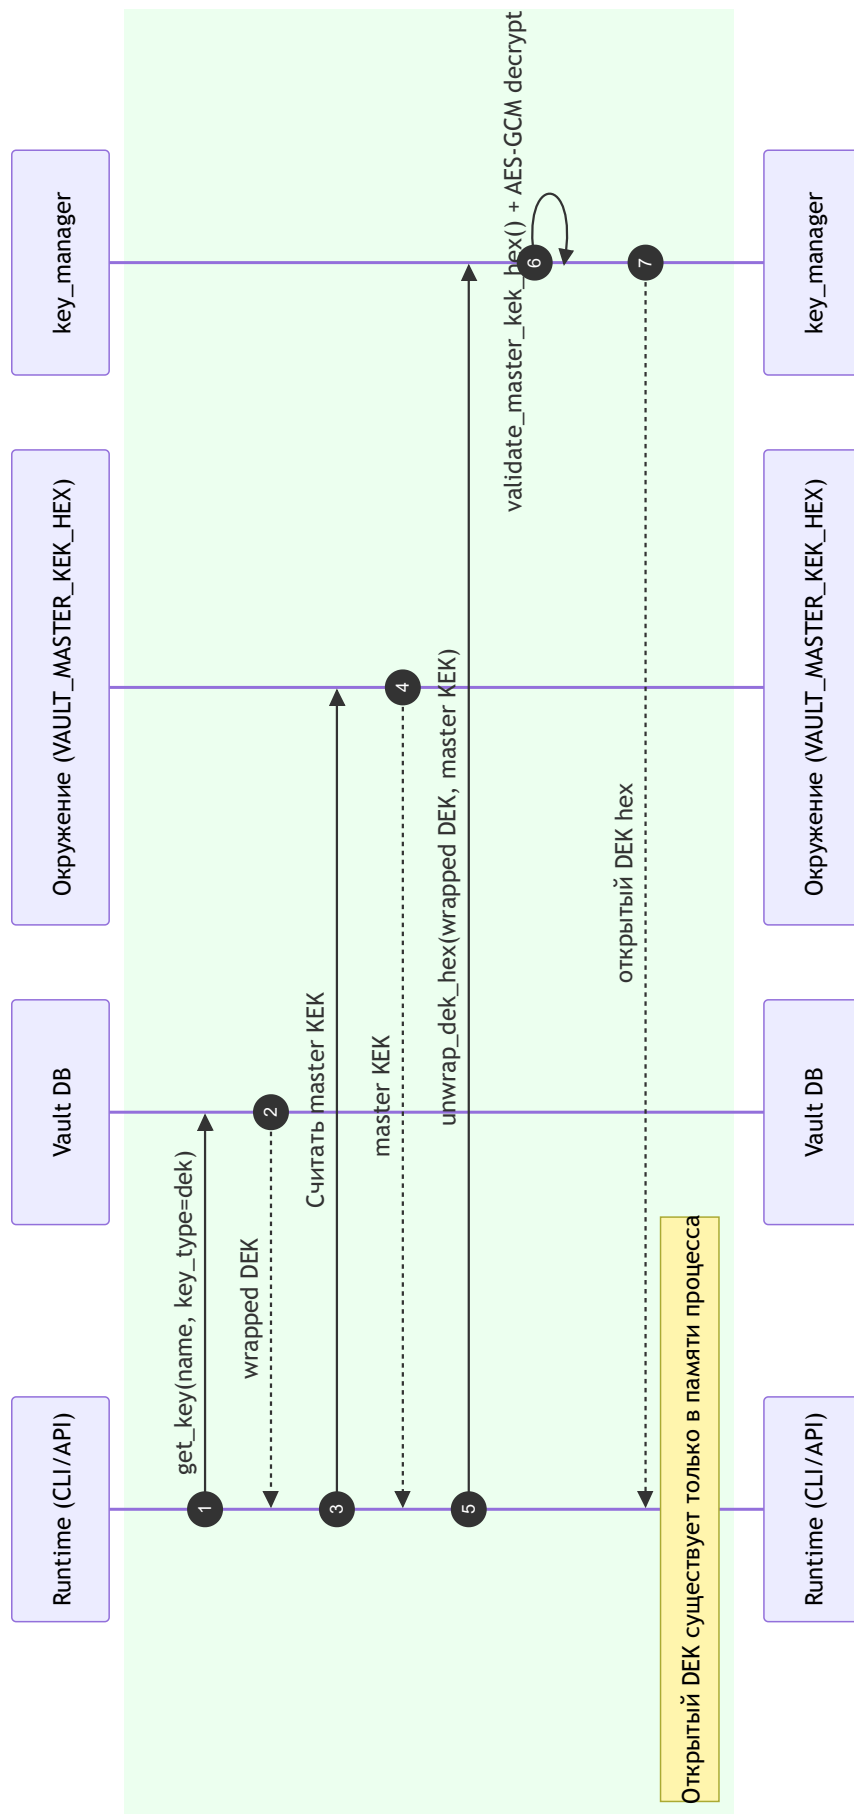 Runtime (CLI/API)
Vault DB
Окружение (VAULT_MASTER_KEK_HEX)
key_manager
get_key(name, key_type=dek)
1
wrapped DEK
2
Считать master KEK
3
master KEK
4
unwrap_dek_hex(wrapped DEK, master KEK)
5
validate_master_kek_hex() + AES-GCM decrypt
6
открытый DEK hex
7
Открытый DEK существует только в памяти процесса
Runtime (CLI/API)
Vault DB
Окружение (VAULT_MASTER_KEK_HEX)
key_manager